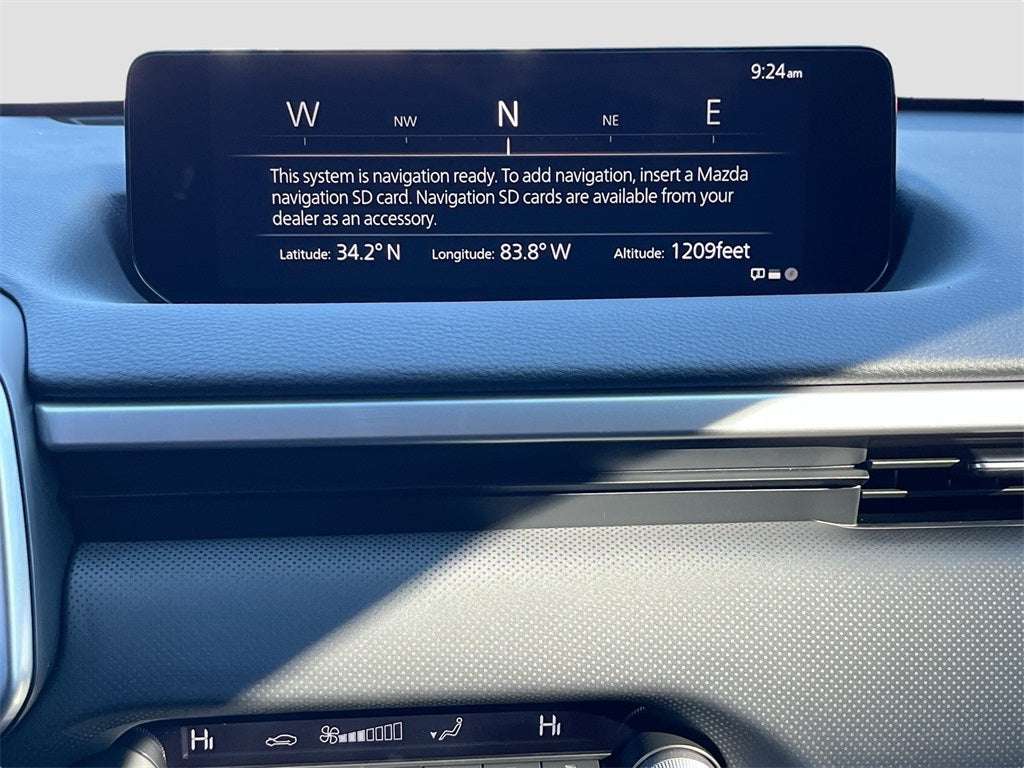 9:24am
W NW N NE E
This system is navigation ready. To add navigation, insert a Mazda
navigation SD card. Navigation SD cards are available from your
dealer as an accessory.
Latitude: 34.2° N Longitude: 83.8° W Altitude: 1209feet
Hi Hi